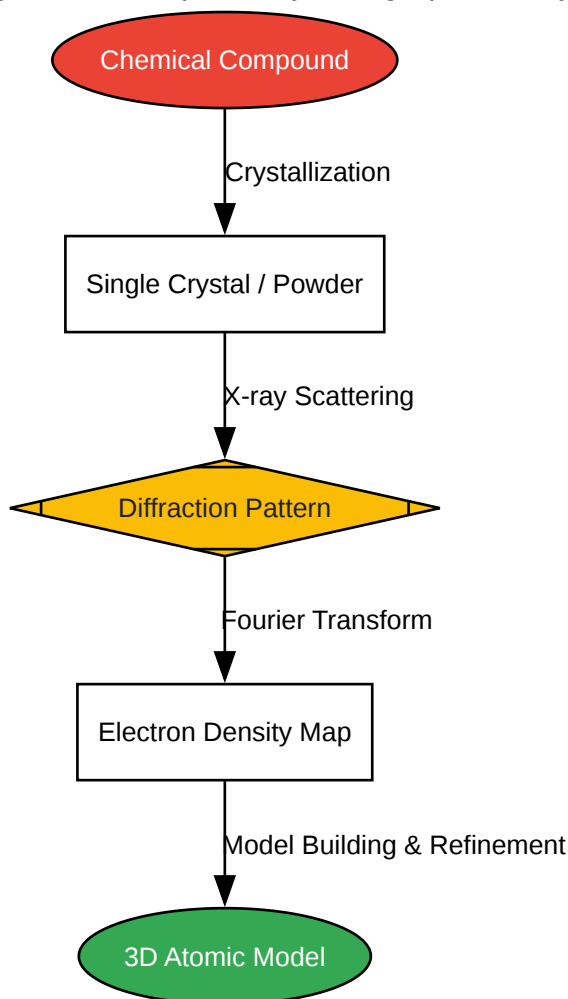 Chemical Compound
Crystallization
Single Crystal / Powder
X-ray Scattering
Diffraction Pattern
Fourier Transform
Electron Density Map
Model Building & Refinement
3D Atomic Model